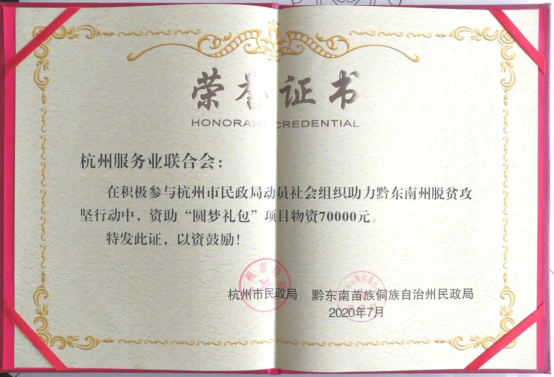 荣誉证书
HONORARY CREDENTIAL
杭州服务业联合会：
在积极参与杭州市民政局动员社会组织助力黔东南州脱贫攻
坚行动中，资助“圆梦礼包”项目物资70000元。
特发此证，以资鼓励！
杭州市民政局 黔东南苗族侗族自治州民政局
2020年7月